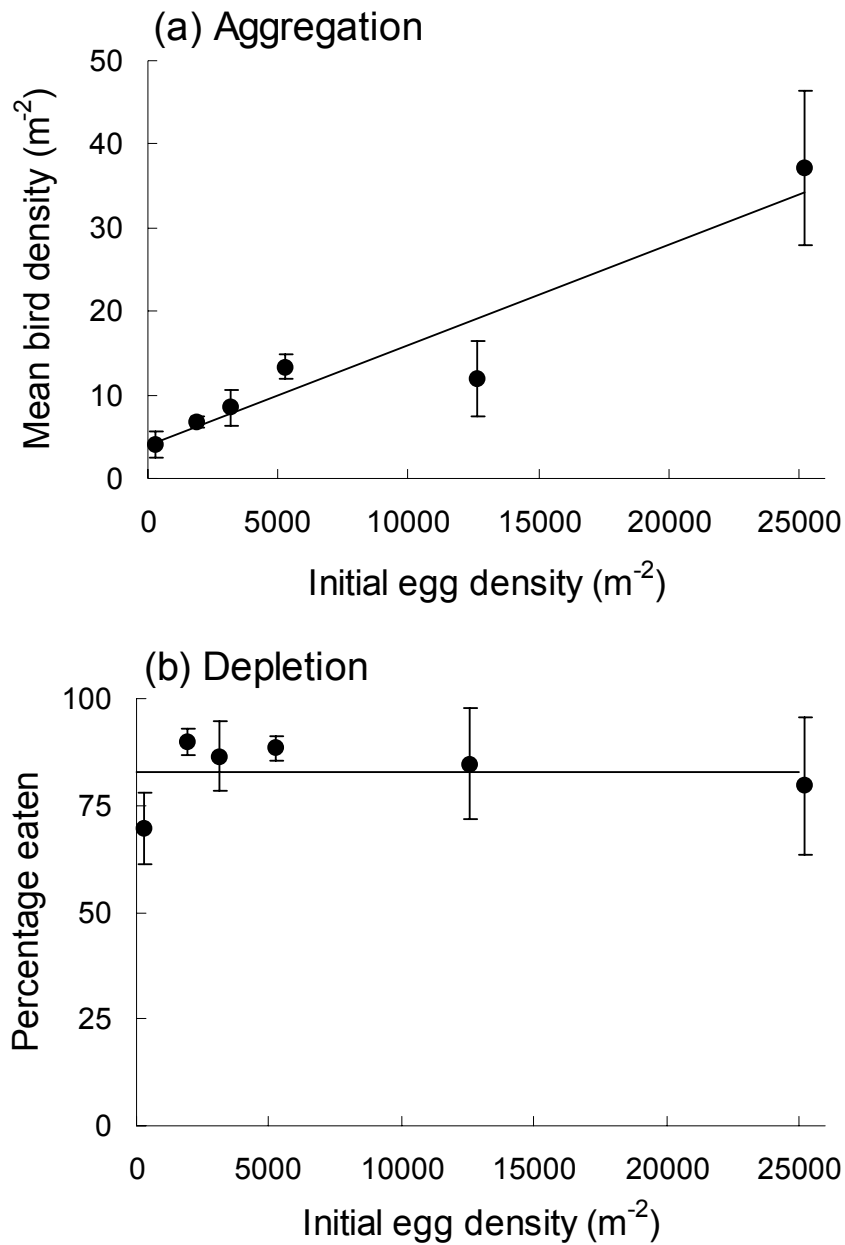 (a) Aggregation
50
40
30
20
10
0
Mean bird density (m⁻²)
0 5000 10000 15000 20000 25000
Initial egg density (m⁻²)
(b) Depletion
100
75
50
25
0
Percentage eaten
0 5000 10000 15000 20000 25000
Initial egg density (m⁻²)